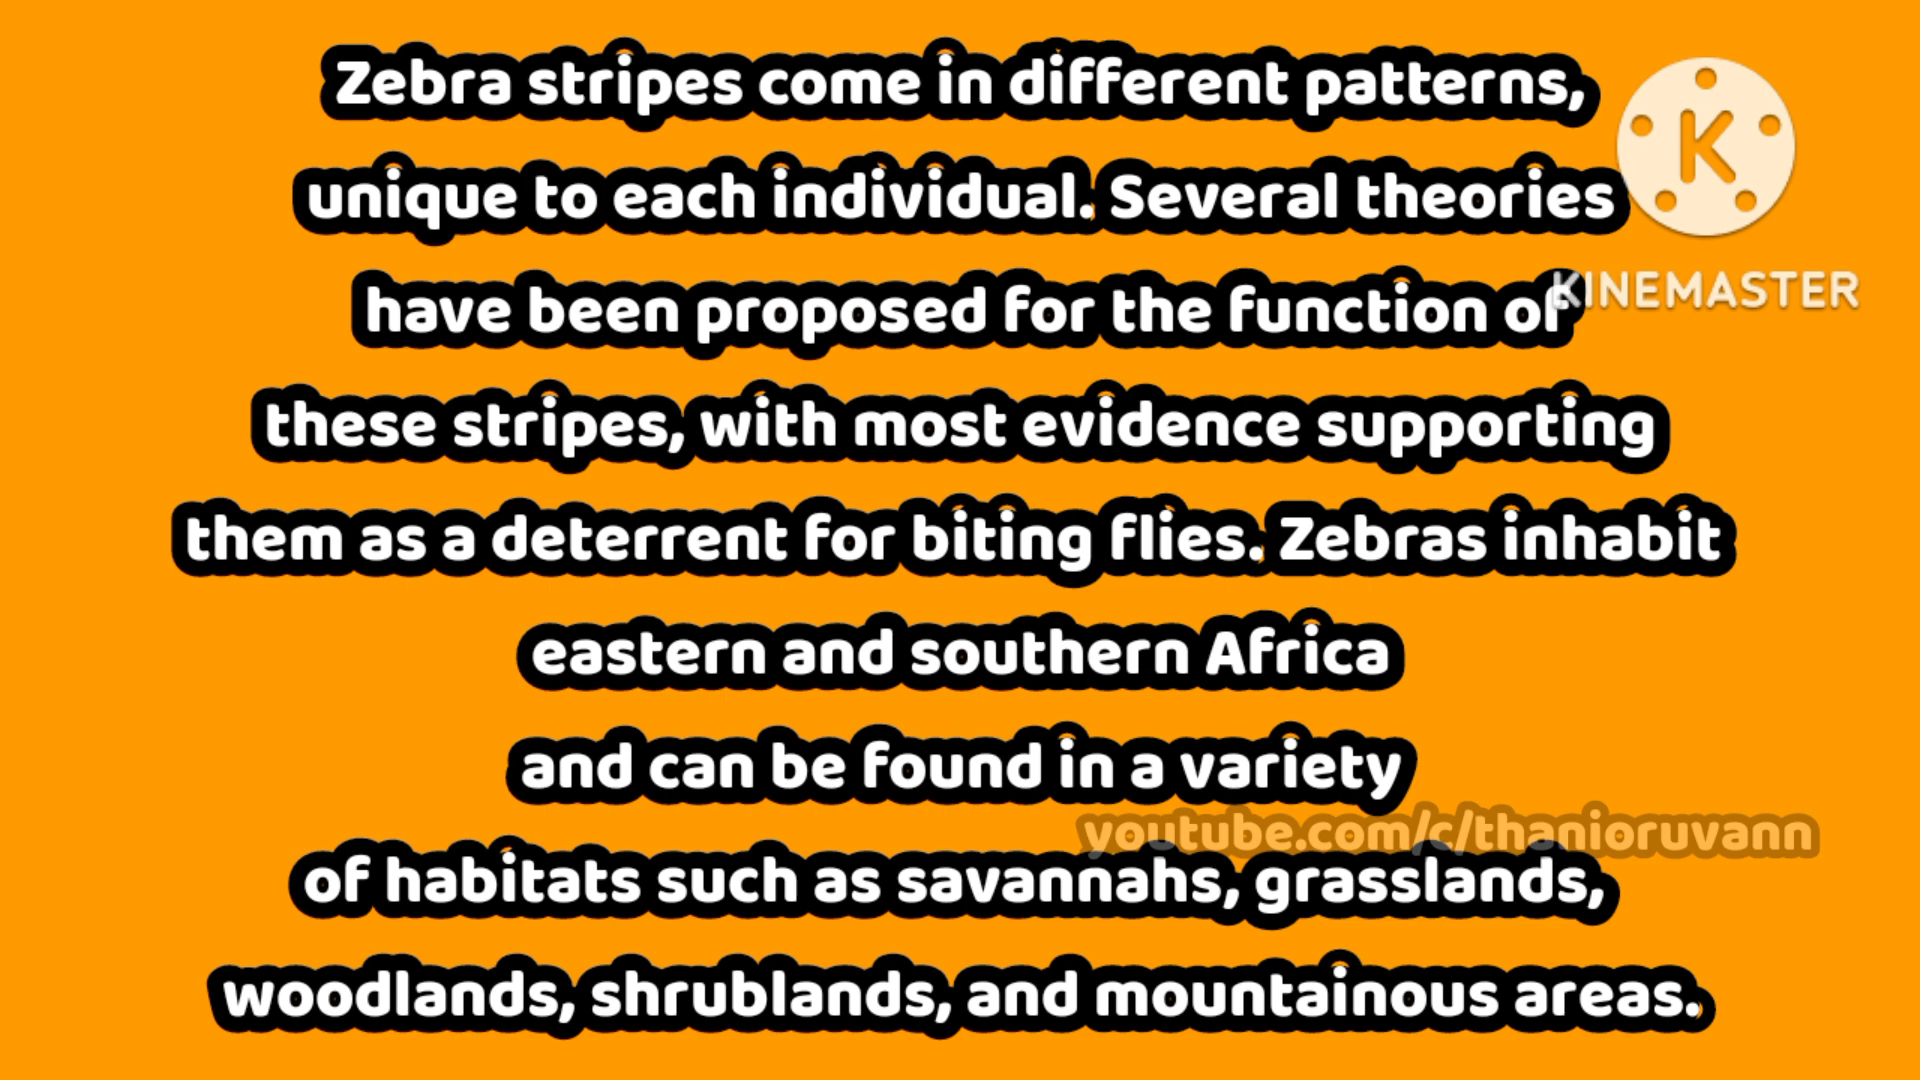 Zebra stripes come in different patterns,
unique to each individual. Several theories
have been proposed for the function of
these stripes, with most evidence supporting
them as a deterrent for biting flies. Zebras inhabit
eastern and southern Africa
and can be found in a variety
of habitats such as savannahs, grasslands,
woodlands, shrublands, and mountainous areas.
K
KINEMASTER
youtube.com/c/thanioruvann